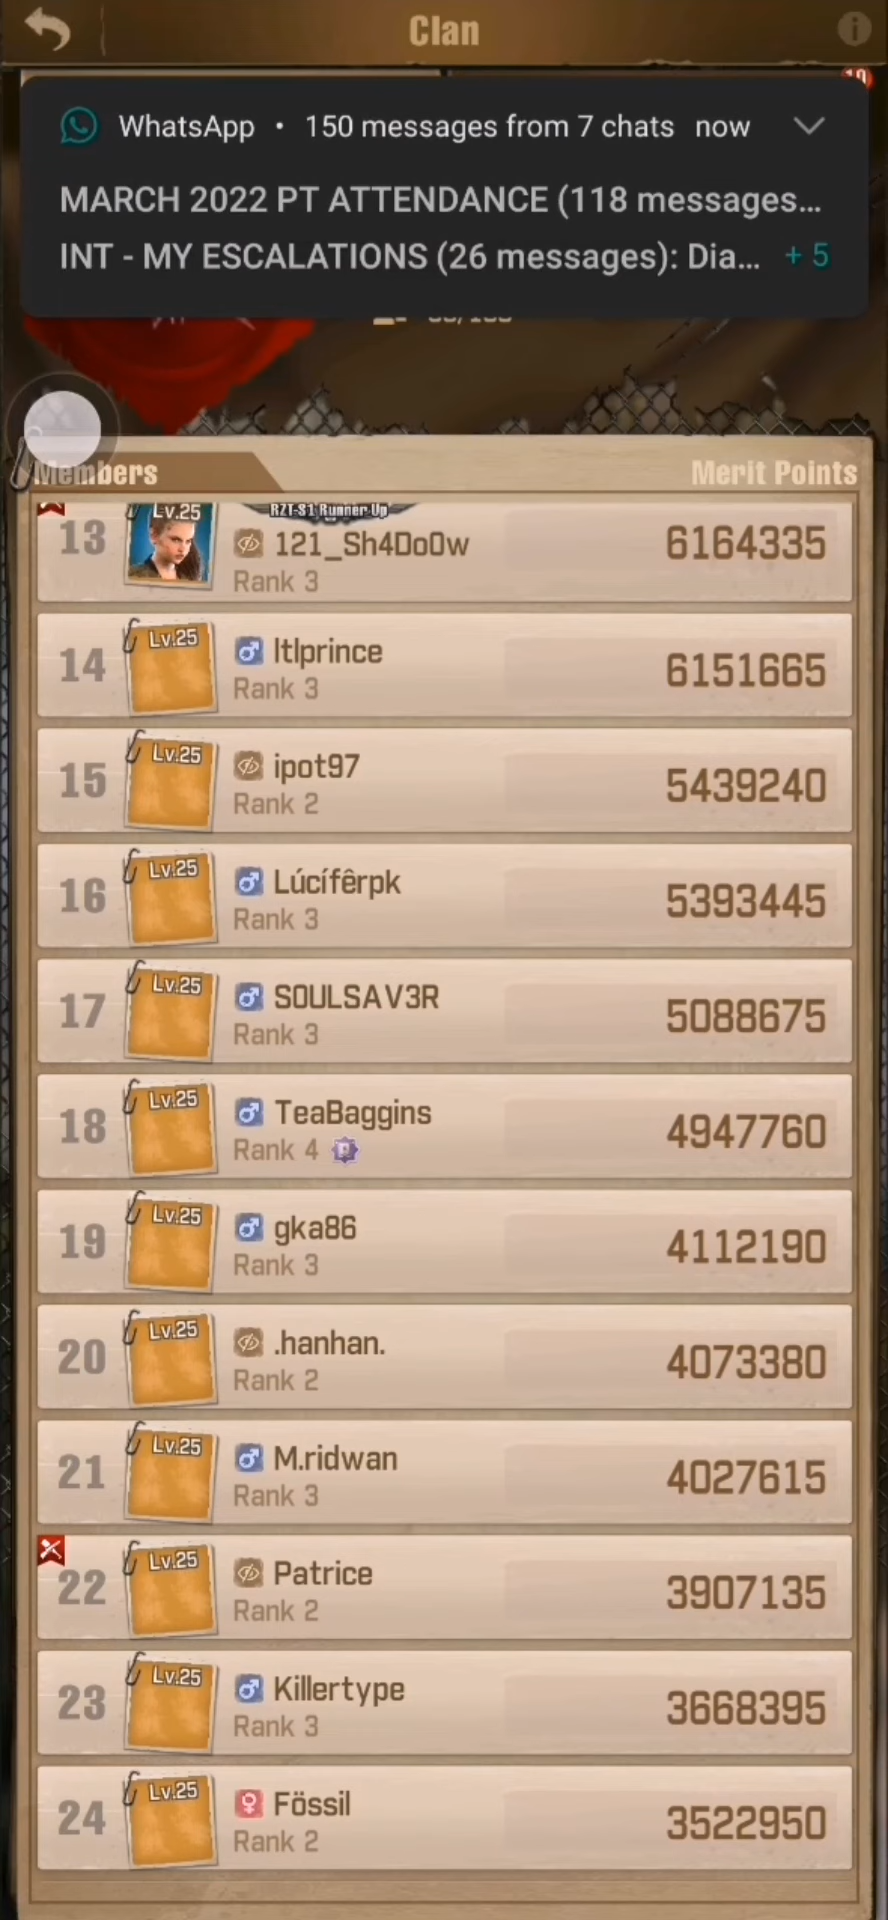 Clan
WhatsApp • 150 messages from 7 chats now
MARCH 2022 PT ATTENDANCE (118 messages...
INT - MY ESCALATIONS (26 messages): Dia... + 5
Members Merit Points
13 Lv.25 RZT-S1 Runner-Up
121_Sh4Do0w 6164335
Rank 3
14 Lv.25 ltlprince 6151665
Rank 3
15 Lv.25 ipot97 5439240
Rank 2
16 Lv.25 Lúcífêrpk 5393445
Rank 3
17 Lv.25 SOULSAV3R 5088675
Rank 3
18 Lv.25 TeaBaggins 4947760
Rank 4
19 Lv.25 gka86 4112190
Rank 3
20 Lv.25 .hanhan. 4073380
Rank 2
21 Lv.25 M.ridwan 4027615
Rank 3
22 Lv.25 Patrice 3907135
Rank 2
23 Lv.25 Killertype 3668395
Rank 3
24 Lv.25 Fössil 3522950
Rank 2